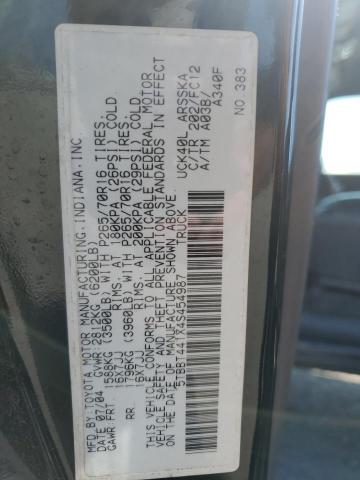 MFD.BY:TOYOTA MOTOR MANUFACTURING.INDIANA.INC.
DATE: 07/04 GVWR:2812KG (6200LB)
GAWR FRT. 1588KG (3500LB) WITH P265/70R16 TIRES.
16X7JJ RIMS. AT 180KPA (26PSI) COLD
RR. 1796KG (3960LB) WITH P265/70R16 TIRES.
16X7JJ RIMS. AT 200KPA (29PSI) COLD
THIS VEHICLE CONFORMS TO ALL APPLICABLE FEDERAL MOTOR
VEHICLE SAFETY AND THEFT PREVENTION STANDARDS IN EFFECT
ON THE DATE OF MANUFACTURE SHOWN ABOVE.
5TBBT441X4S454987 TRUCK
UCK40L ARSSKA
C/TR 202/FC12
A/TM A03B/
A340F
NO.383